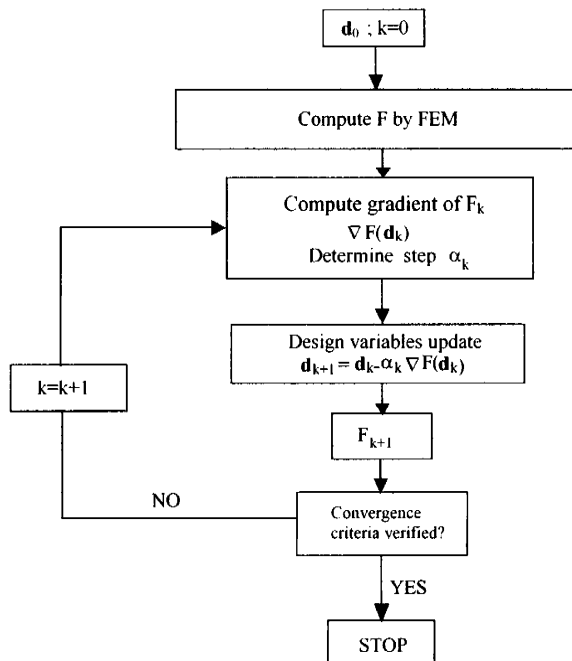 d₀ ; k=0
Compute F by FEM
Compute gradient of Fₖ
∇ F(dₖ)
Determine step αₖ
Design variables update
dₖ₊₁ = dₖ-αₖ ∇ F(dₖ)
k=k+1
Fₖ₊₁
NO
Convergence
criteria verified?
YES
STOP